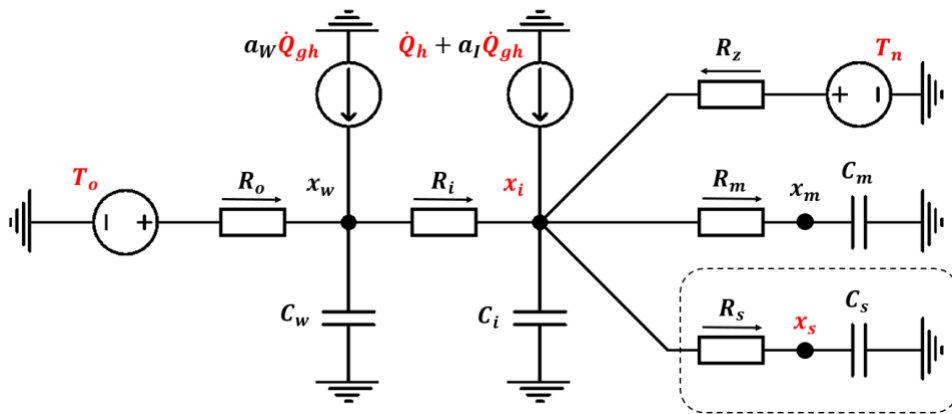 a_W Q̇_gh
Q̇_h + a_I Q̇_gh
R_z
T_n
+ −
T_o
R_o
x_w
R_i
x_i
R_m
x_m
C_m
− +
C_w
C_i
R_s
x_s
C_s